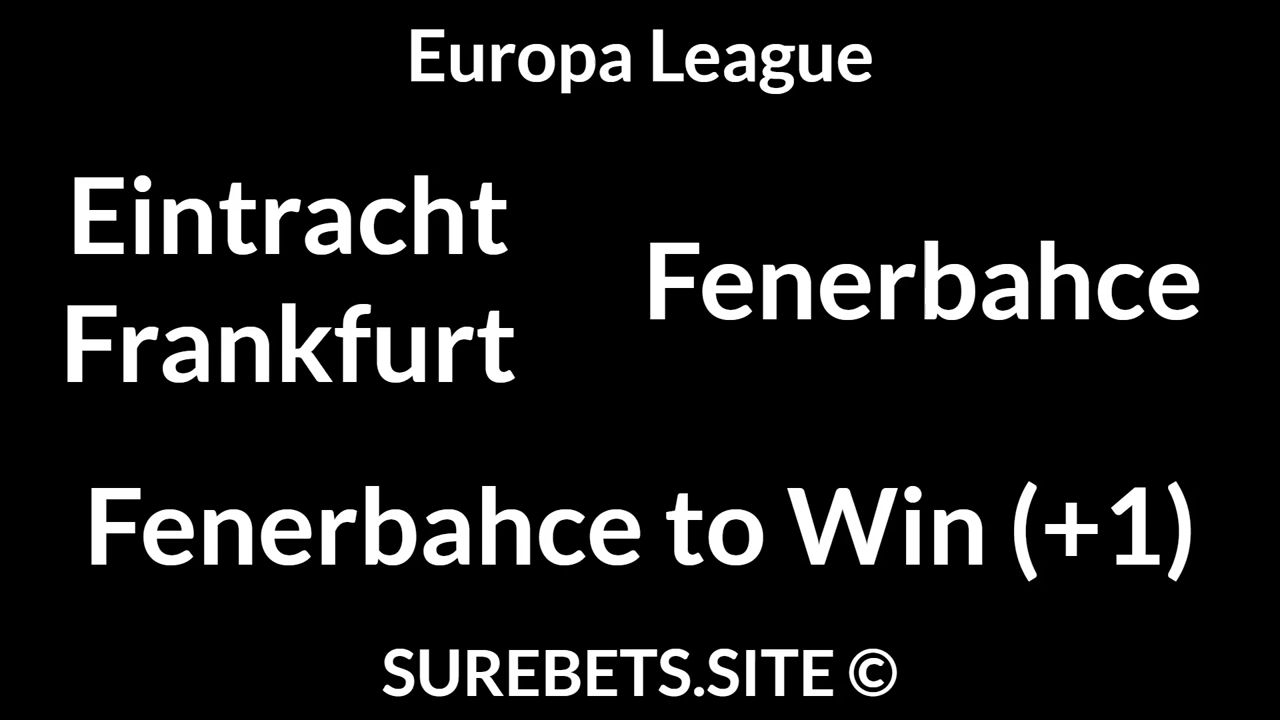 Europa League
Eintracht
Frankfurt
Fenerbahce
Fenerbahce to Win (+1)
SUREBETS.SITE ©